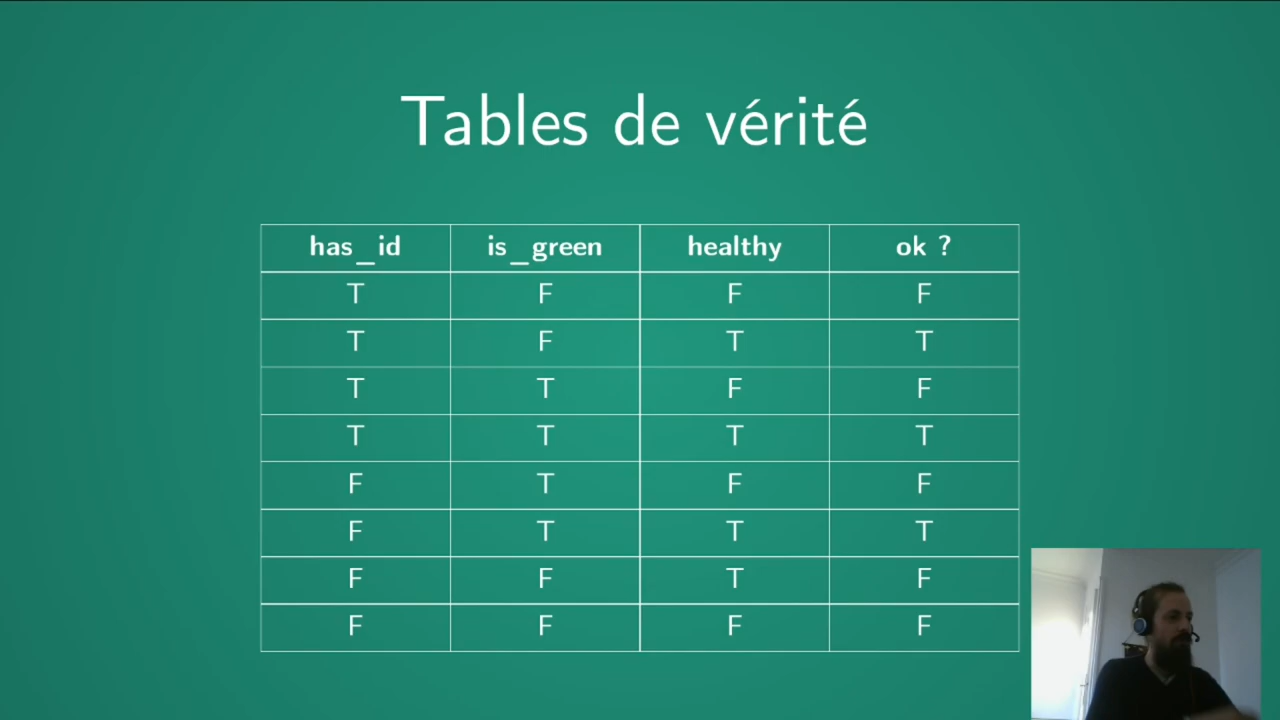 Tables de vérité
has_id is_green healthy ok ?
T F F F
T F T T
T T F F
T T T T
F T F F
F T T T
F F T F
F F F F